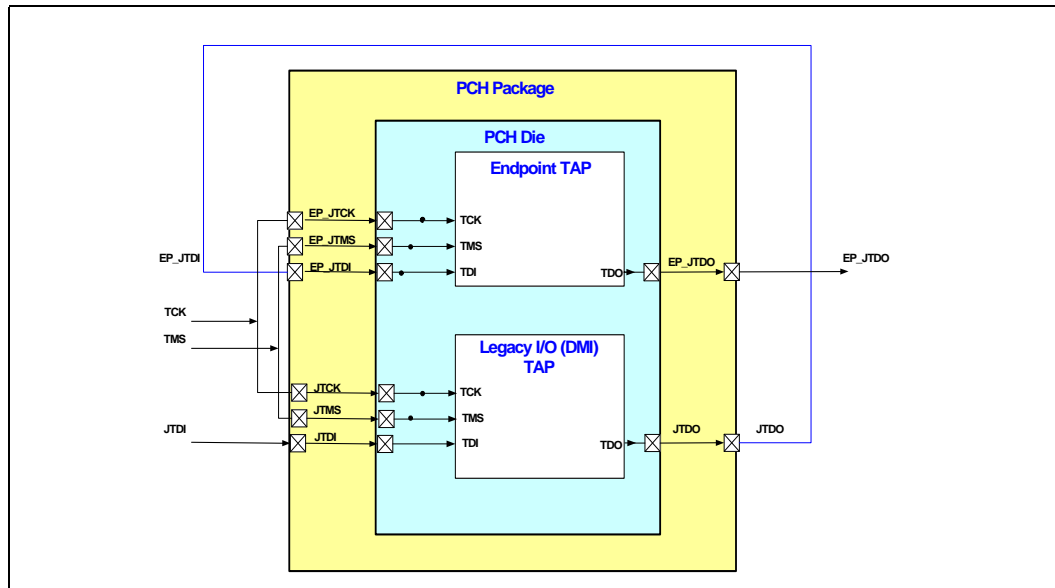 PCH Package
PCH Die
Endpoint TAP
EP_JTCK
TCK
EP_JTMS
TMS
EP_JTDI
EP_JTDI
TDI
TDO
EP_JTDO
EP_JTDO
TCK
TMS
Legacy I/O (DMI)
TAP
JTCK
TCK
JTMS
TMS
JTDI
JTDI
TDI
TDO
JTDO
JTDO